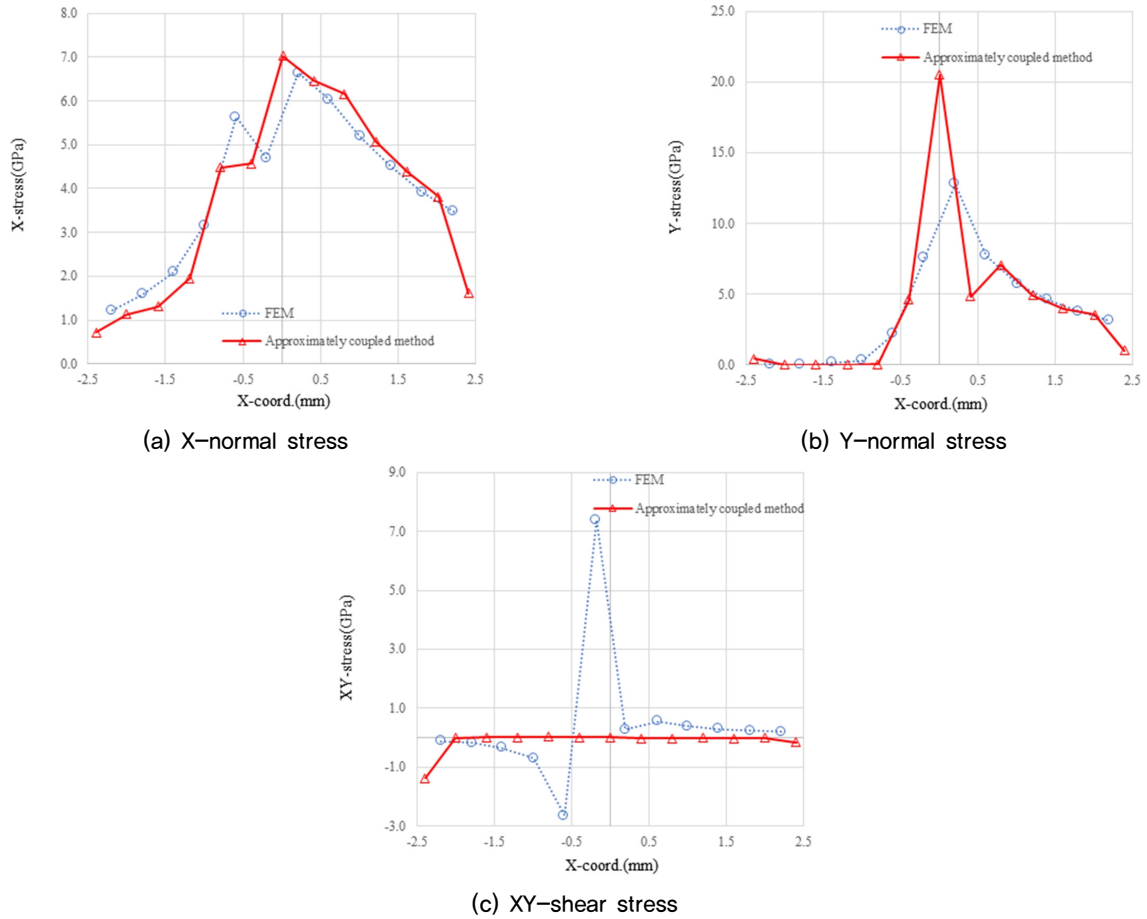 8.0
7.0
6.0
5.0
4.0
3.0
2.0
1.0
0.0
X-stress(GPa)
FEM
Approximately coupled method
-2.5 -1.5 -0.5 0.5 1.5 2.5
X-coord.(mm)
(a) X-normal stress
25.0
20.0
15.0
10.0
5.0
0.0
Y-stress(GPa)
FEM
Approximately coupled method
-2.5 -1.5 -0.5 0.5 1.5 2.5
X-coord.(mm)
(b) Y-normal stress
9.0
7.0
5.0
3.0
1.0
-1.0
-3.0
XY-stress(GPa)
FEM
Approximately coupled method
-2.5 -1.5 -0.5 0.5 1.5 2.5
X-coord.(mm)
(c) XY-shear stress